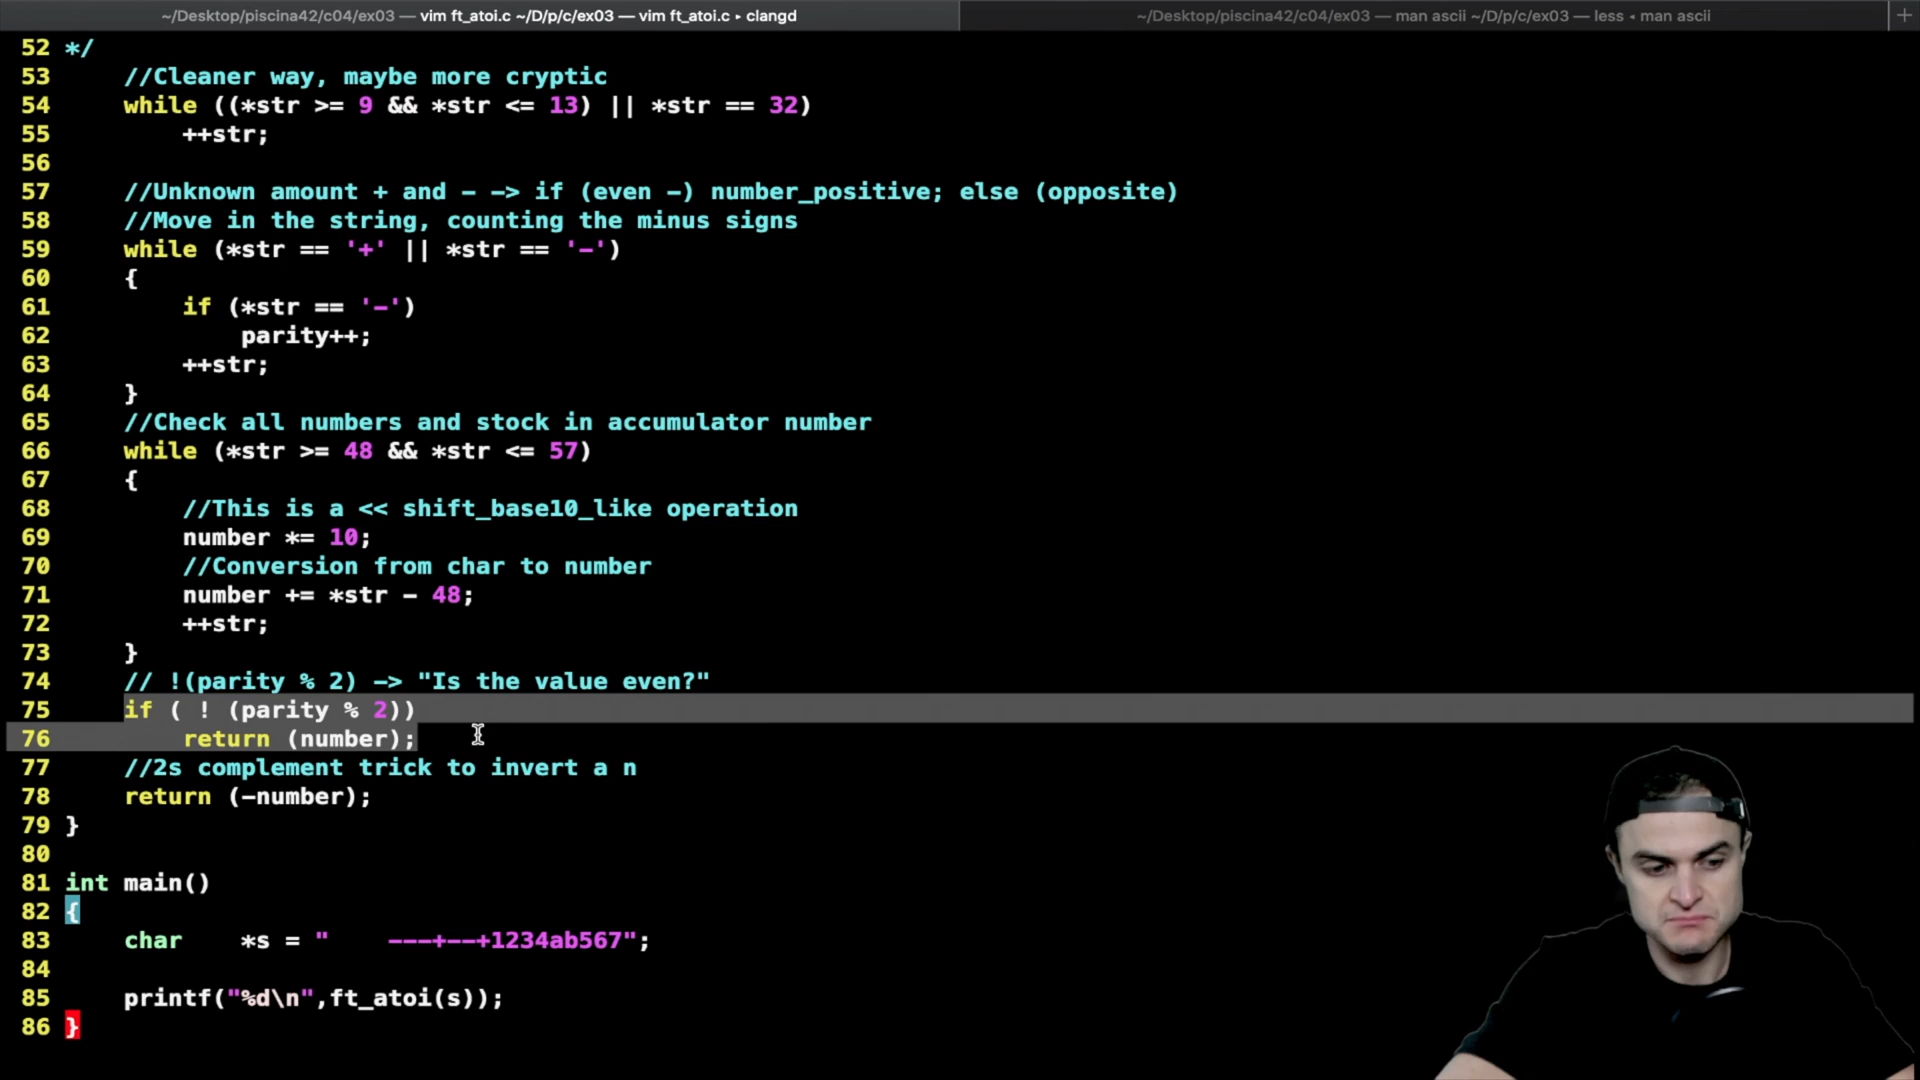 ~/Desktop/piscina42/c04/ex03 — vim ft_atoi.c ~/D/p/c/ex03 — vim ft_atoi.c ▸ clangd
~/Desktop/piscina42/c04/ex03 — man ascii ~/D/p/c/ex03 — less ◂ man ascii
+
52 */
53 //Cleaner way, maybe more cryptic
54 while ((*str >= 9 && *str <= 13) || *str == 32)
55 ++str;
56
57 //Unknown amount + and - -> if (even -) number_positive; else (opposite)
58 //Move in the string, counting the minus signs
59 while (*str == '+' || *str == '-')
60 {
61 if (*str == '-')
62 parity++;
63 ++str;
64 }
65 //Check all numbers and stock in accumulator number
66 while (*str >= 48 && *str <= 57)
67 {
68 //This is a << shift_base10_like operation
69 number *= 10;
70 //Conversion from char to number
71 number += *str - 48;
72 ++str;
73 }
74 // !(parity % 2) -> "Is the value even?"
75 if ( ! (parity % 2))
76 return (number);
77 //2s complement trick to invert a n
78 return (-number);
79 }
80
81 int main()
82 {
83 char *s = "    ---+--+1234ab567";
84
85 printf("%d\n",ft_atoi(s));
86 }